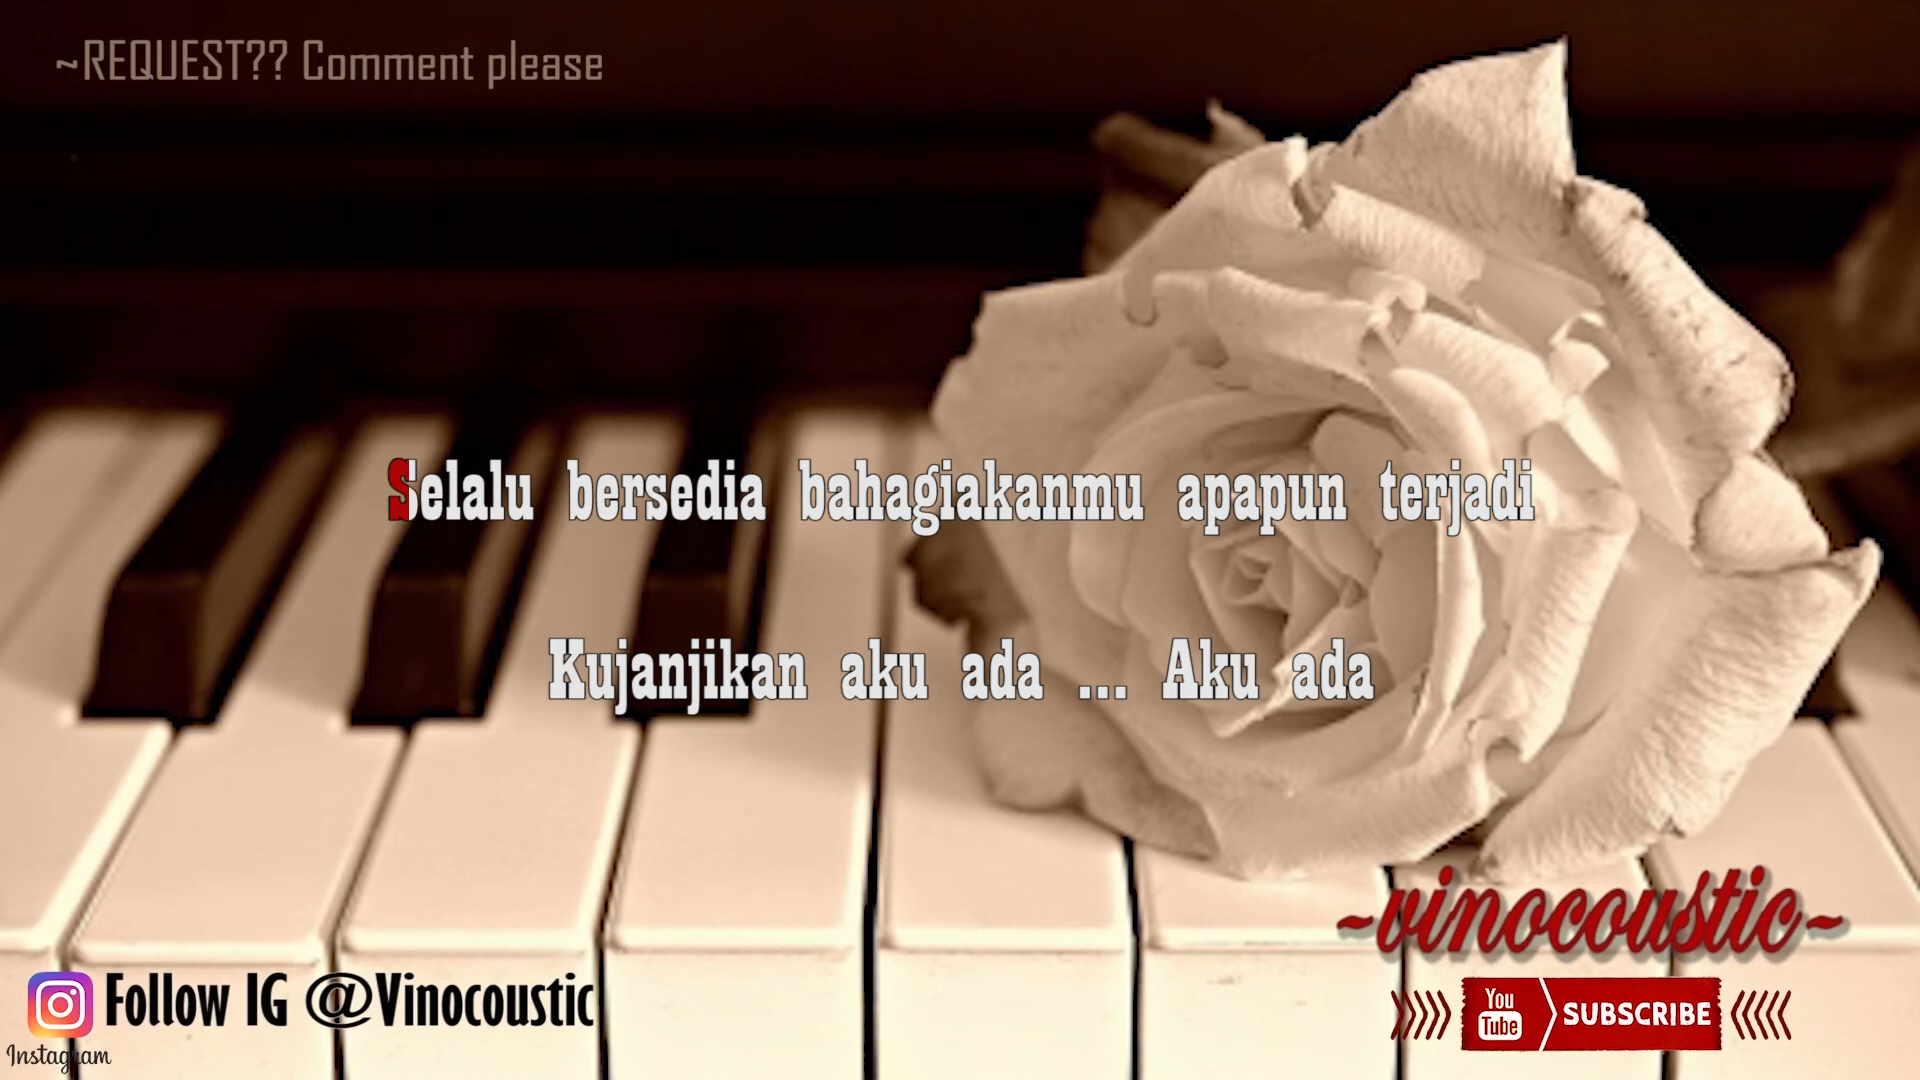 ~REQUEST?? Comment please
Selalu bersedia bahagiakanmu apapun terjadi
Kujanjikan aku ada ... Aku ada
~vinocoustic~
You
Tube
SUBSCRIBE
Follow IG @Vinocoustic
Instagram